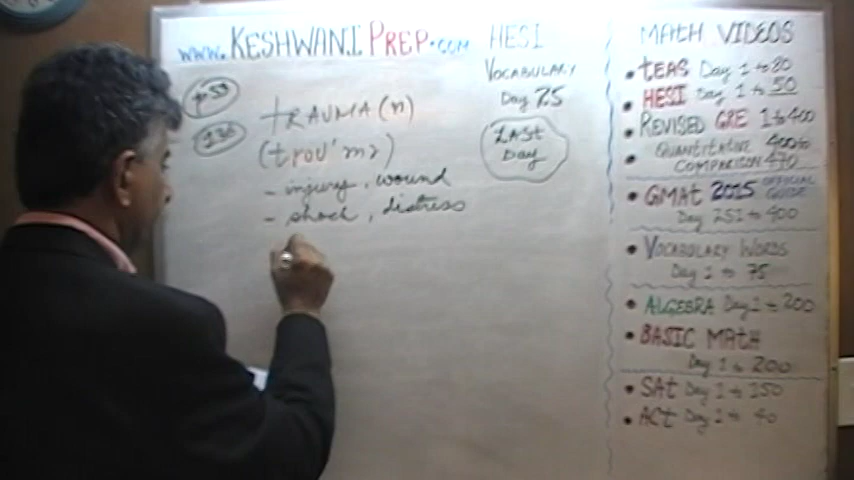 www.KESHWANI PREP.com
p. 53
236
TRAUMA (n)
(trou'mə)
- injury, wound
- shock, distress
HESI
VOCABULARY
Day 75
LAST
DAY
MATH VIDEOS
• TEAS Day 1 to 80
• HESI Day 1 to 50
• REVISED GRE 1 to 400
• QUANTITATIVE 400 to
COMPARISON 470
• GMAT 2015 OFFICIAL GUIDE
Day 251 to 400
• VOCABULARY WORDS
Day 1 to 75
• ALGEBRA Day 1 to 200
• BASIC MATH
Day 1 to 200
• SAT Day 1 to 150
• ACT Day 1 to 40